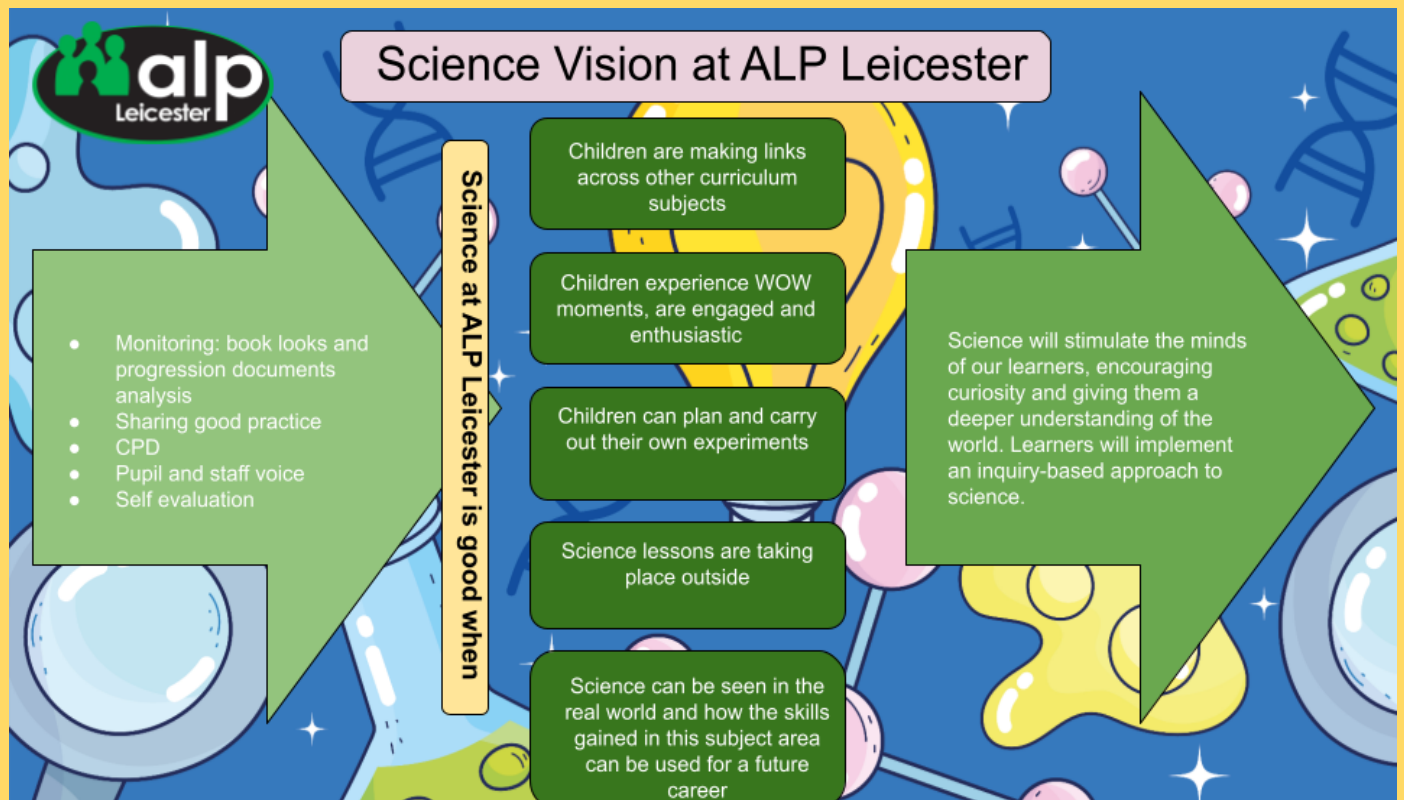 alp
Leicester
Science Vision at ALP Leicester
Monitoring: book looks and
progression documents
analysis
Sharing good practice
CPD
Pupil and staff voice
Self evaluation
Science at ALP Leicester is good when
Children are making links
across other curriculum
subjects
Children experience WOW
moments, are engaged and
enthusiastic
Children can plan and carry
out their own experiments
Science lessons are taking
place outside
Science can be seen in the
real world and how the skills
gained in this subject area
can be used for a future
career
Science will stimulate the minds
of our learners, encouraging
curiosity and giving them a
deeper understanding of the
world. Learners will implement
an inquiry-based approach to
science.